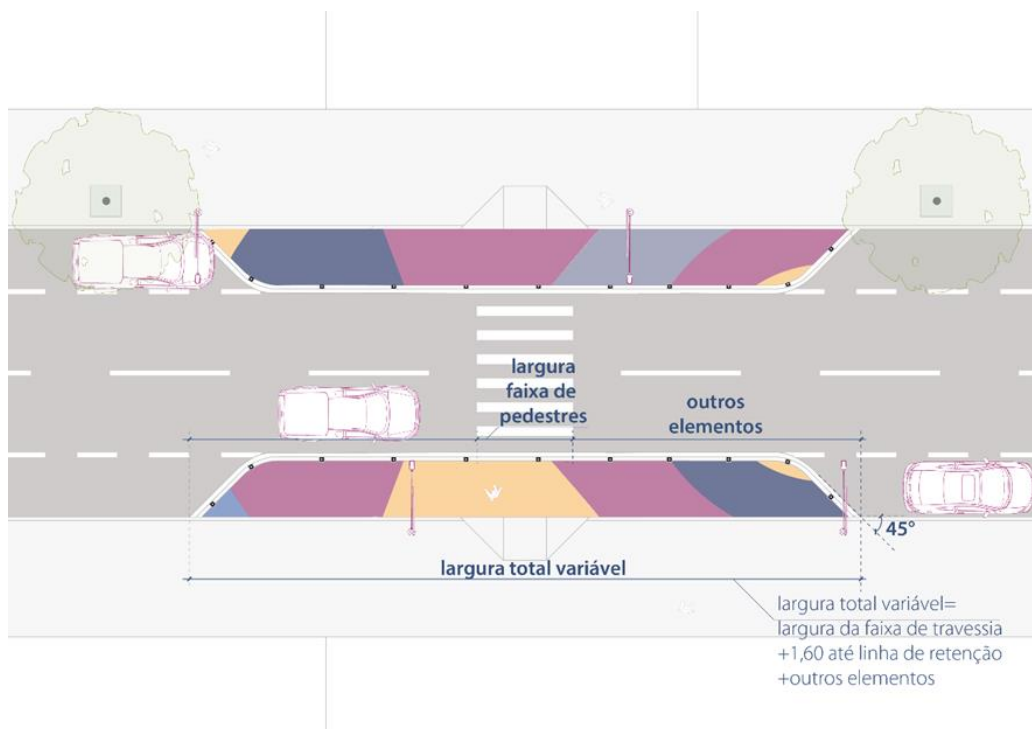 largura
faixa de
pedestres
outros
elementos
45°
largura total variável
largura total variável=
largura da faixa de travessia
+1,60 até linha de retenção
+outros elementos